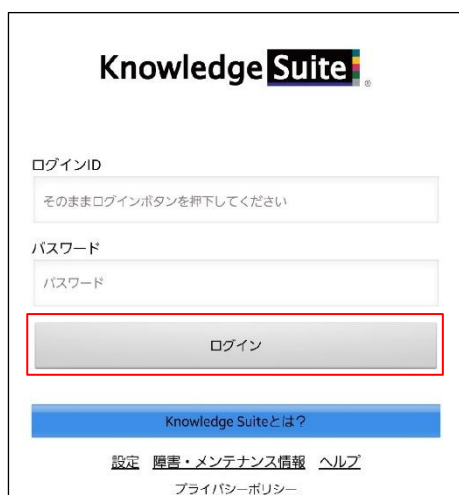 Knowledge Suite ®
ログインID
そのままログインボタンを押下してください
パスワード
パスワード
ログイン
Knowledge Suiteとは？
設定 障害・メンテナンス情報 ヘルプ
プライバシーポリシー